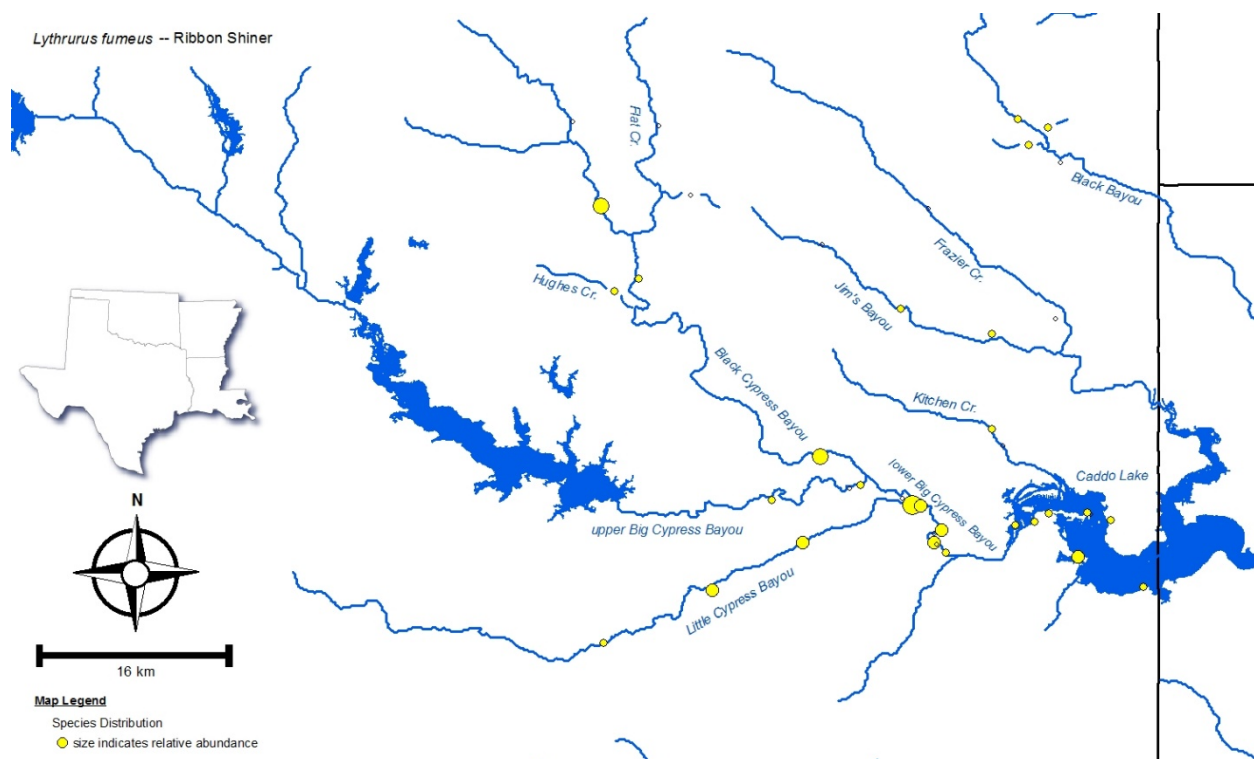 Lythrurus fumeus -- Ribbon Shiner
Flat Cr.
Black Bayou
Frazier Cr.
Hughes Cr.
Jim's Bayou
Black Cypress Bayou
Kitchen Cr.
lower Big Cypress Bayou
Caddo Lake
upper Big Cypress Bayou
Little Cypress Bayou
N
16 km
Map Legend
Species Distribution
size indicates relative abundance